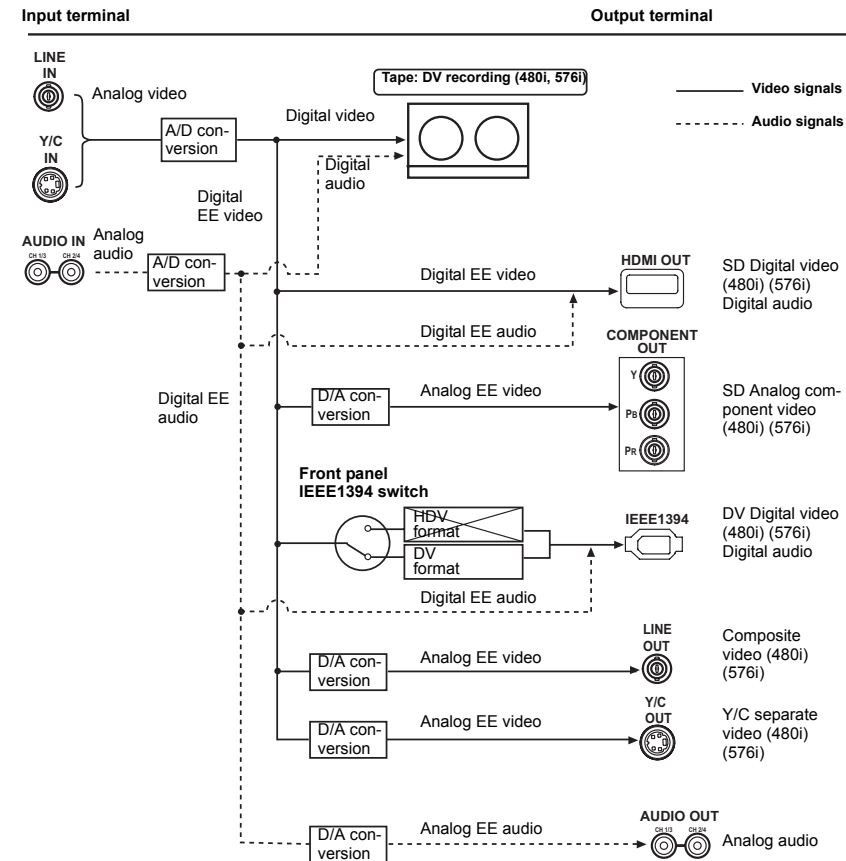 Input terminal
Output terminal
LINE
IN
Analog video
Tape: DV recording (480i, 576i)
Video signals
Audio signals
Digital video
A/D con-
version
Y/C
IN
Digital
audio
Digital
EE video
AUDIO IN
CH 1/3 CH 2/4
Analog
audio
A/D con-
version
Digital EE video
HDMI OUT
SD Digital video
(480i) (576i)
Digital audio
Digital EE audio
COMPONENT
OUT
Y
PB
PR
Digital EE
audio
D/A con-
version
Analog EE video
SD Analog com-
ponent video
(480i) (576i)
Front panel
IEEE1394 switch
HDV
format
DV
format
IEEE1394
DV Digital video
(480i) (576i)
Digital audio
Digital EE audio
D/A con-
version
Analog EE video
LINE
OUT
Composite
video (480i)
(576i)
D/A con-
version
Analog EE video
Y/C
OUT
Y/C separate
video (480i)
(576i)
D/A con-
version
Analog EE audio
AUDIO OUT
CH 1/3 CH 2/4
Analog audio